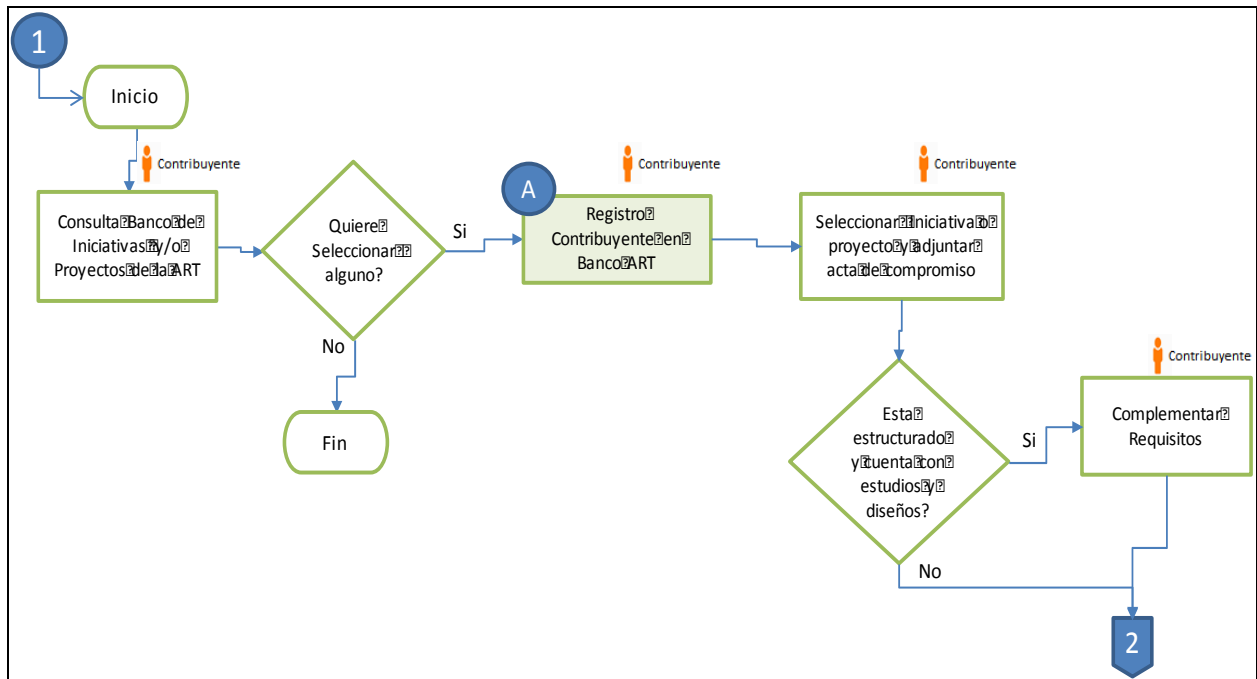 1
Inicio
Contribuyente
Consulta Banco de
Iniciativas y/o
Proyectos de la ART
Quiere
Seleccionar
alguno?
Si
No
Fin
A
Contribuyente
Registro
Contribuyente en
Banco ART
Contribuyente
Seleccionar Iniciativa o
proyecto y adjuntar
acta de compromiso
Esta
estructurado
y cuenta con
estudios y
diseños?
Si
No
Contribuyente
Complementar
Requisitos
2